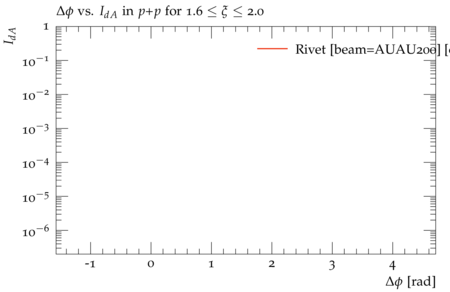 Δϕ vs. I_dA in p+p for 1.6 ≤ ξ ≤ 2.0
I_dA
Rivet [beam=AUAU200] [
1
10⁻¹
10⁻²
10⁻³
10⁻⁴
10⁻⁵
10⁻⁶
-1 0 1 2 3 4
Δϕ [rad]